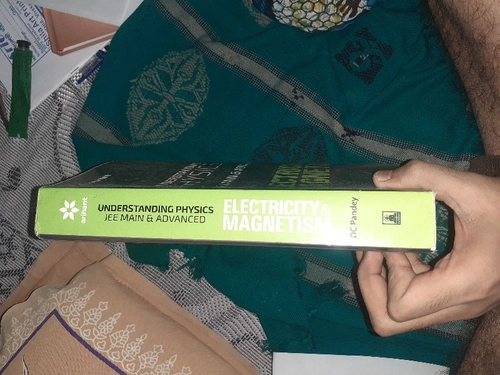 arihant
UNDERSTANDING PHYSICS
JEE MAIN & ADVANCED
ELECTRICITY &
MAGNETISM
DC Pandey